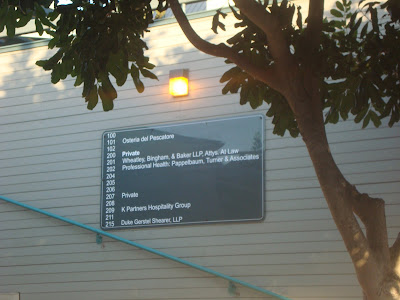 100
101 Osteria del Pescatore
102
200 Private
201 Wheatley, Bingham, & Baker LLP, Attys. At Law
202 Professional Health: Pappelbaum, Turner & Associates
203
204
205
206
207 Private
208
209 K Partners Hospitality Group
211
215 Duke Gerstel Shearer, LLP